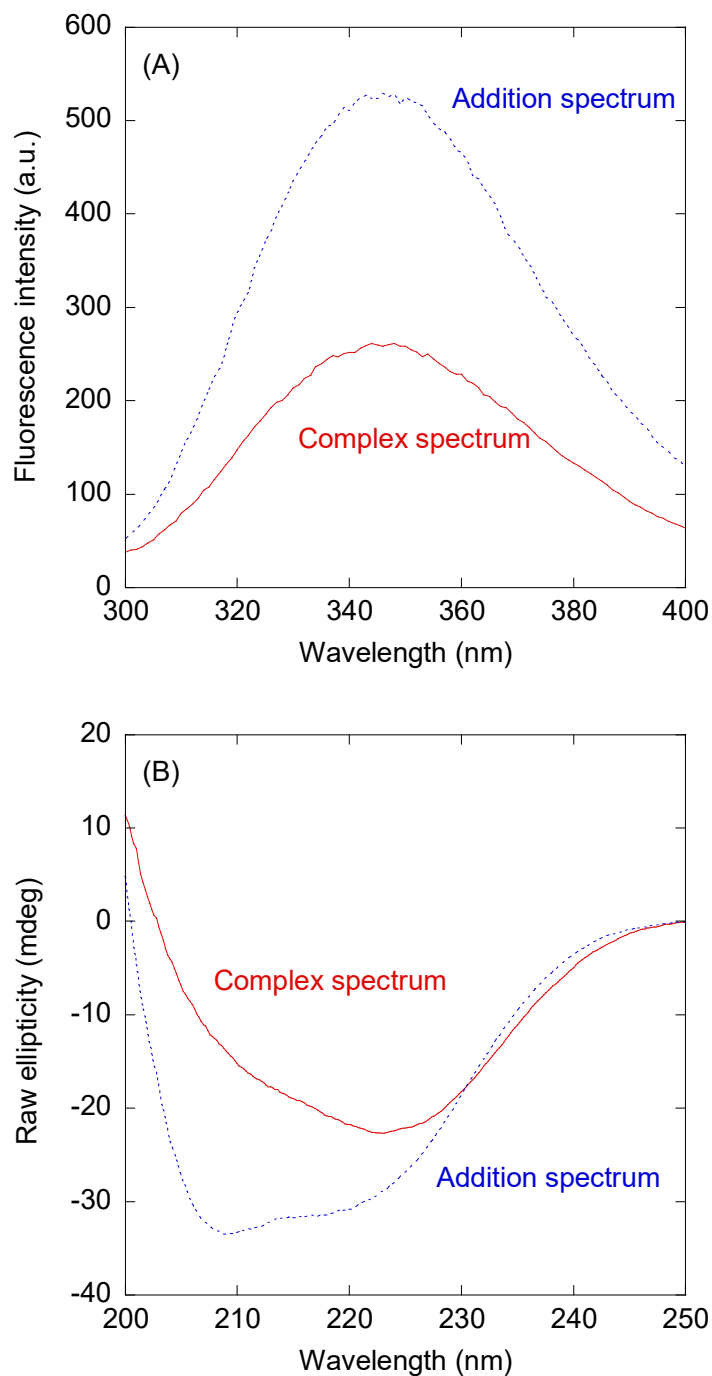 600
(A)
Addition spectrum
500
400
300
Complex spectrum
200
100
0
300 320 340 360 380 400
Fluorescence intensity (a.u.)
Wavelength (nm)
20
(B)
10
0
Complex spectrum
-10
-20
Addition spectrum
-30
-40
200 210 220 230 240 250
Raw ellipticity (mdeg)
Wavelength (nm)